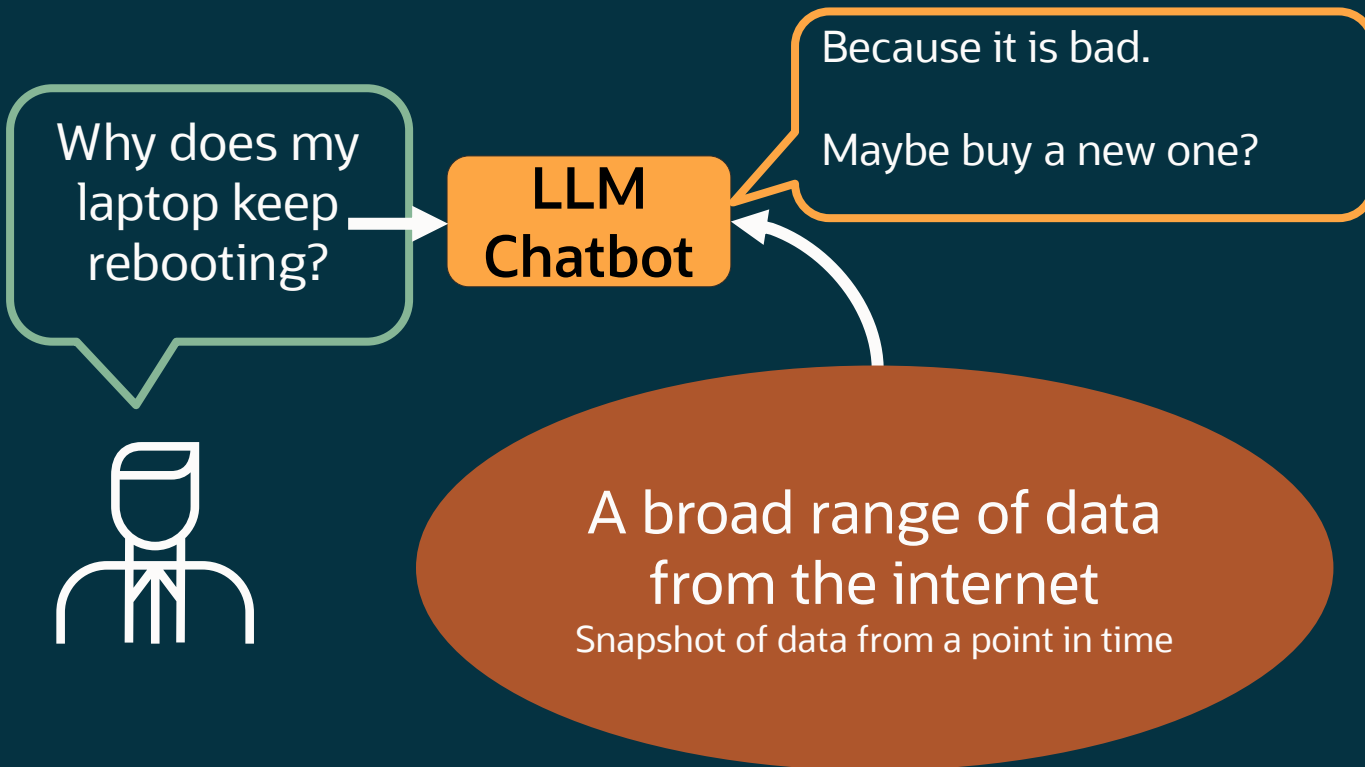 Why does my
laptop keep
rebooting?
LLM
Chatbot
Because it is bad.
Maybe buy a new one?
A broad range of data
from the internet
Snapshot of data from a point in time